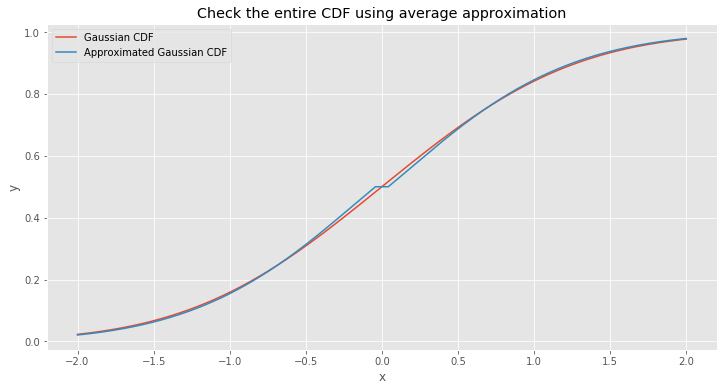 Check the entire CDF using average approximation
Gaussian CDF
Approximated Gaussian CDF
1.0
0.8
0.6
0.4
0.2
0.0
y
−2.0 −1.5 −1.0 −0.5 0.0 0.5 1.0 1.5 2.0
x